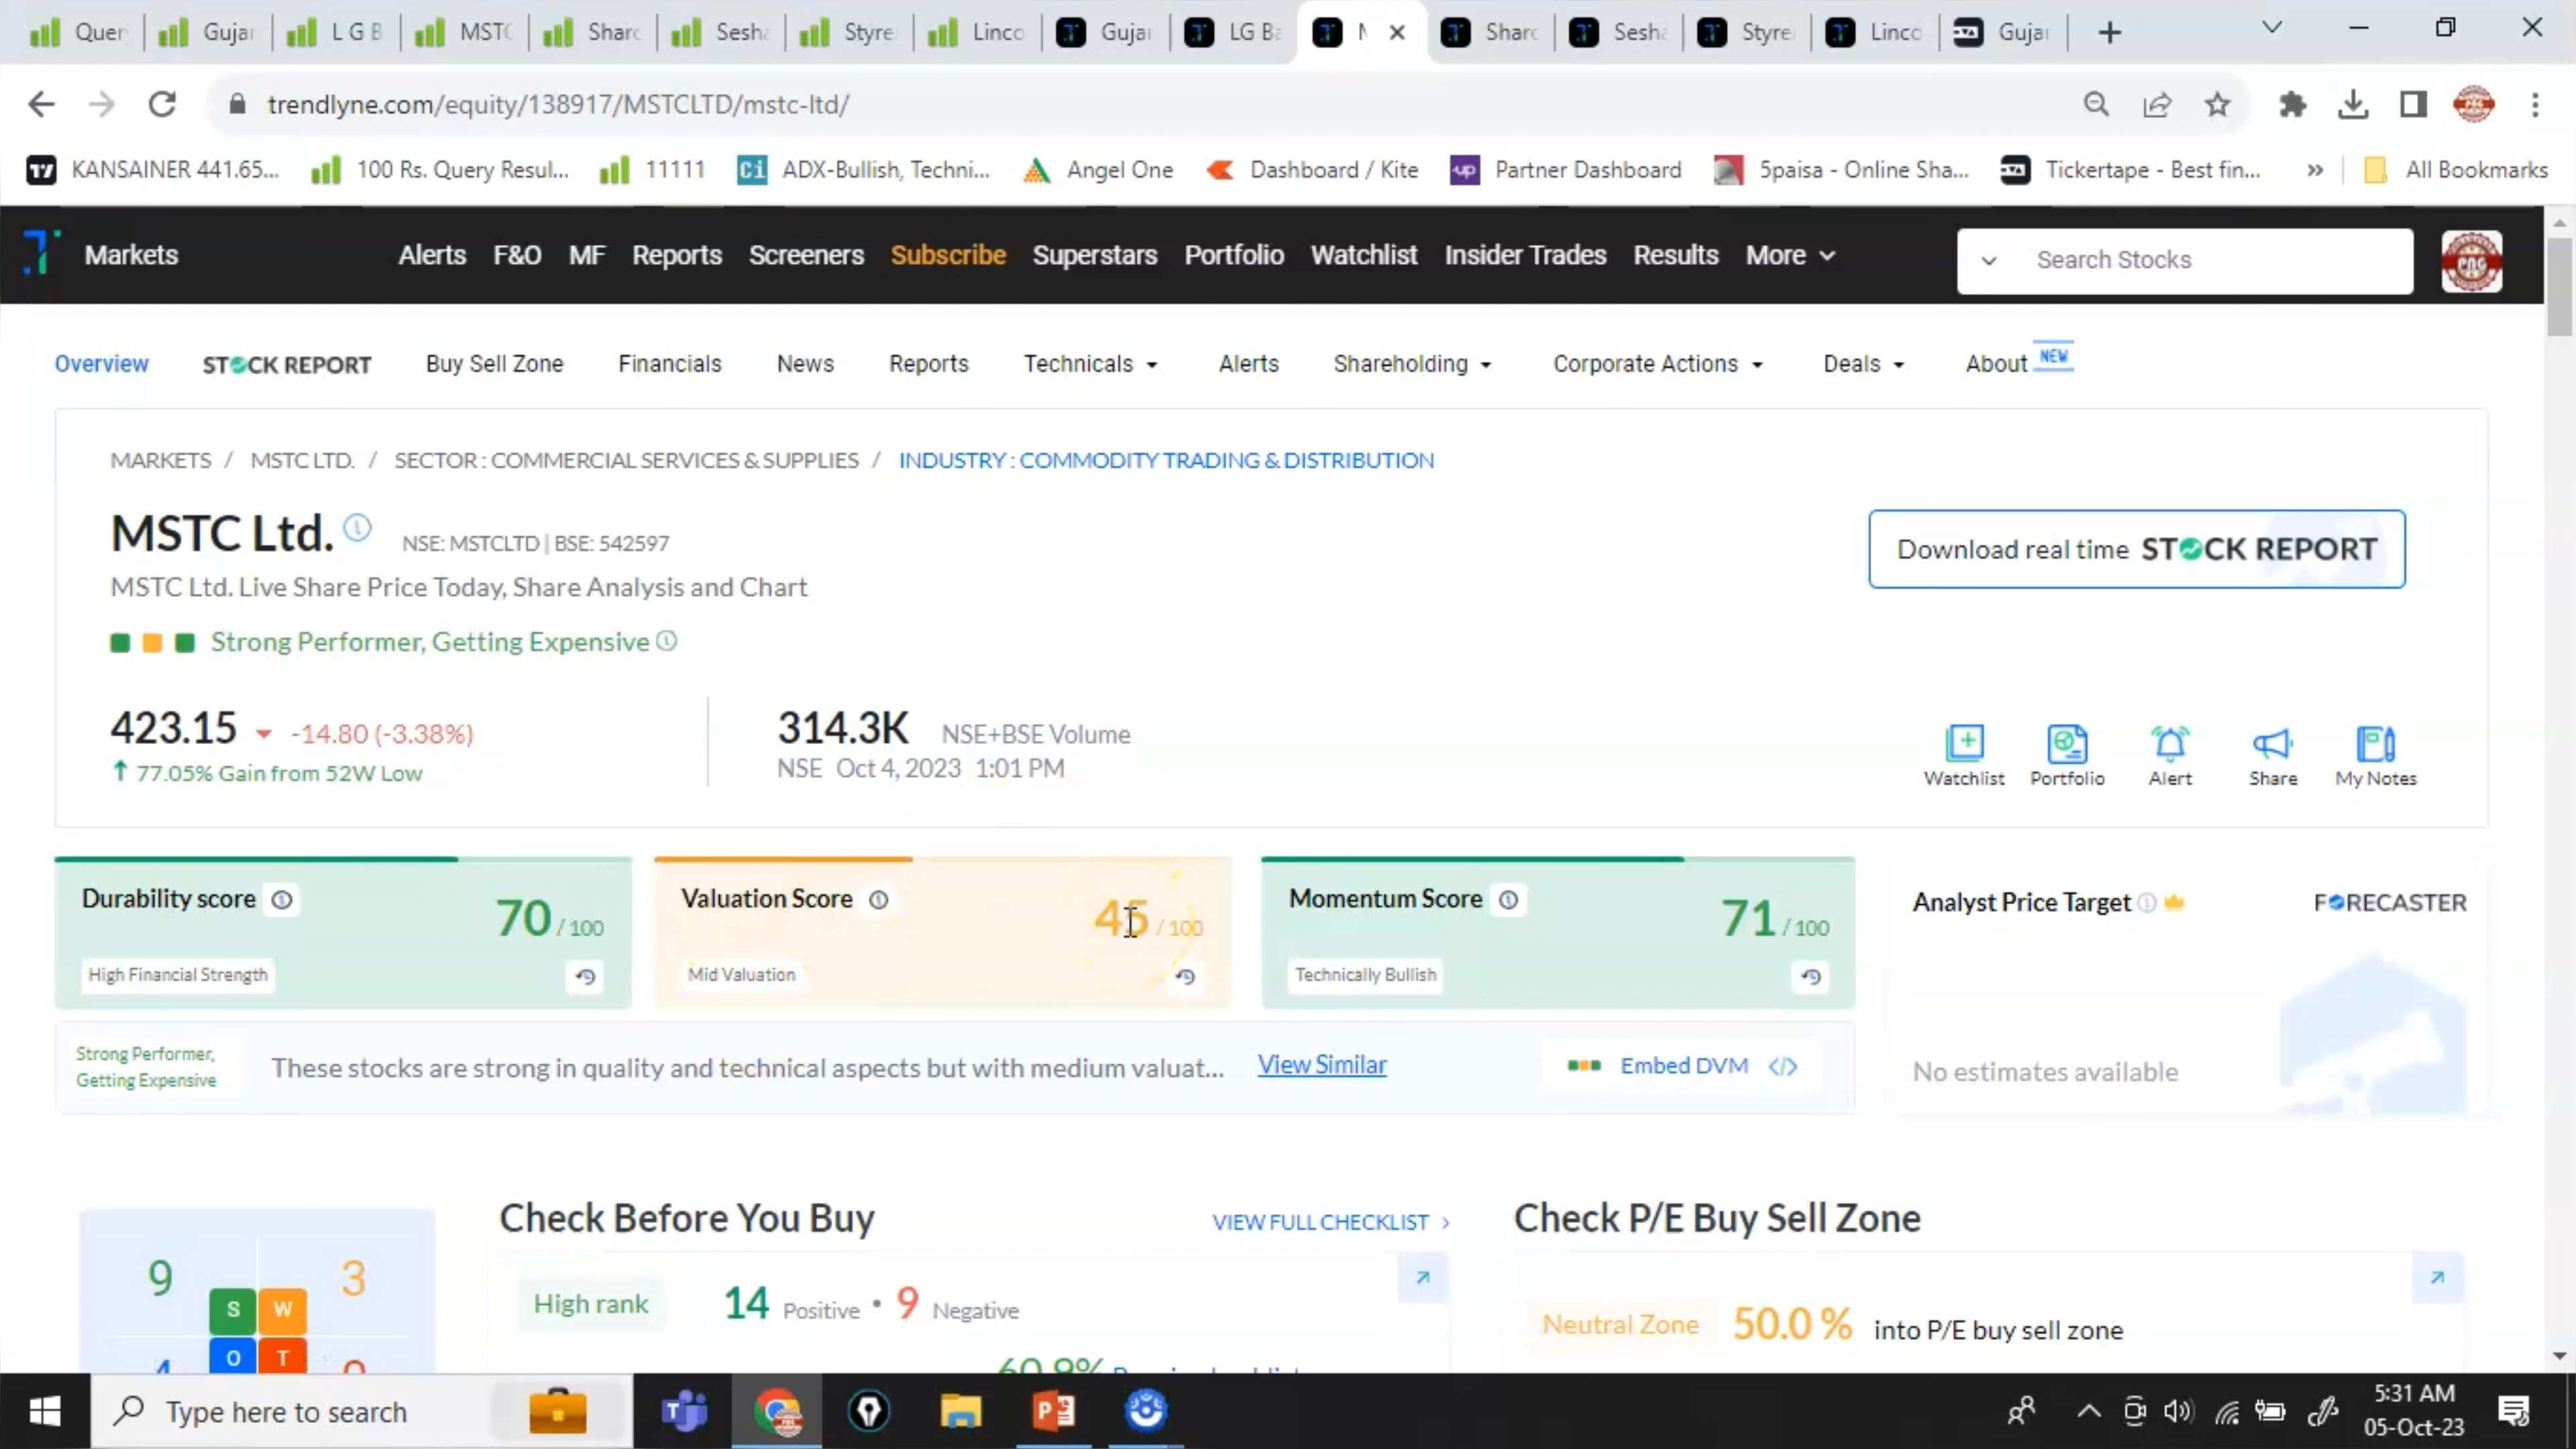 Quer Gujar L G B MSTC Shar Sesh Styre Linco Gujar LG Ba Shar Sesh Styre Linco Gujar
trendlyne.com/equity/138917/MSTCLTD/mstc-ltd/
KANSAINER 441.65... 100 Rs. Query Resul... 11111 ADX-Bullish, Techni... Angel One Dashboard / Kite Partner Dashboard 5paisa - Online Sha... Tickertape - Best fin... » All Bookmarks
Markets Alerts F&O MF Reports Screeners Subscribe Superstars Portfolio Watchlist Insider Trades Results More Search Stocks
Overview STOCK REPORT Buy Sell Zone Financials News Reports Technicals Alerts Shareholding Corporate Actions Deals About NEW
MARKETS / MSTC LTD. / SECTOR : COMMERCIAL SERVICES & SUPPLIES / INDUSTRY : COMMODITY TRADING & DISTRIBUTION
MSTC Ltd. NSE: MSTCLTD | BSE: 542597
Download real time STOCK REPORT
MSTC Ltd. Live Share Price Today, Share Analysis and Chart
Strong Performer, Getting Expensive
423.15 -14.80 (-3.38%)
77.05% Gain from 52W Low
314.3K NSE+BSE Volume
NSE Oct 4, 2023 1:01 PM
Watchlist Portfolio Alert Share My Notes
Durability score 70 / 100
High Financial Strength
Valuation Score 45 / 100
Mid Valuation
Momentum Score 71 / 100
Technically Bullish
Analyst Price Target FORECASTER
No estimates available
Strong Performer,
Getting Expensive
These stocks are strong in quality and technical aspects but with medium valuat... View Similar Embed DVM </>
Check Before You Buy VIEW FULL CHECKLIST >
Check P/E Buy Sell Zone
9 3
S W
O T
High rank 14 Positive • 9 Negative
Neutral Zone 50.0 % into P/E buy sell zone
60.9%
Type here to search
5:31 AM
05-Oct-23